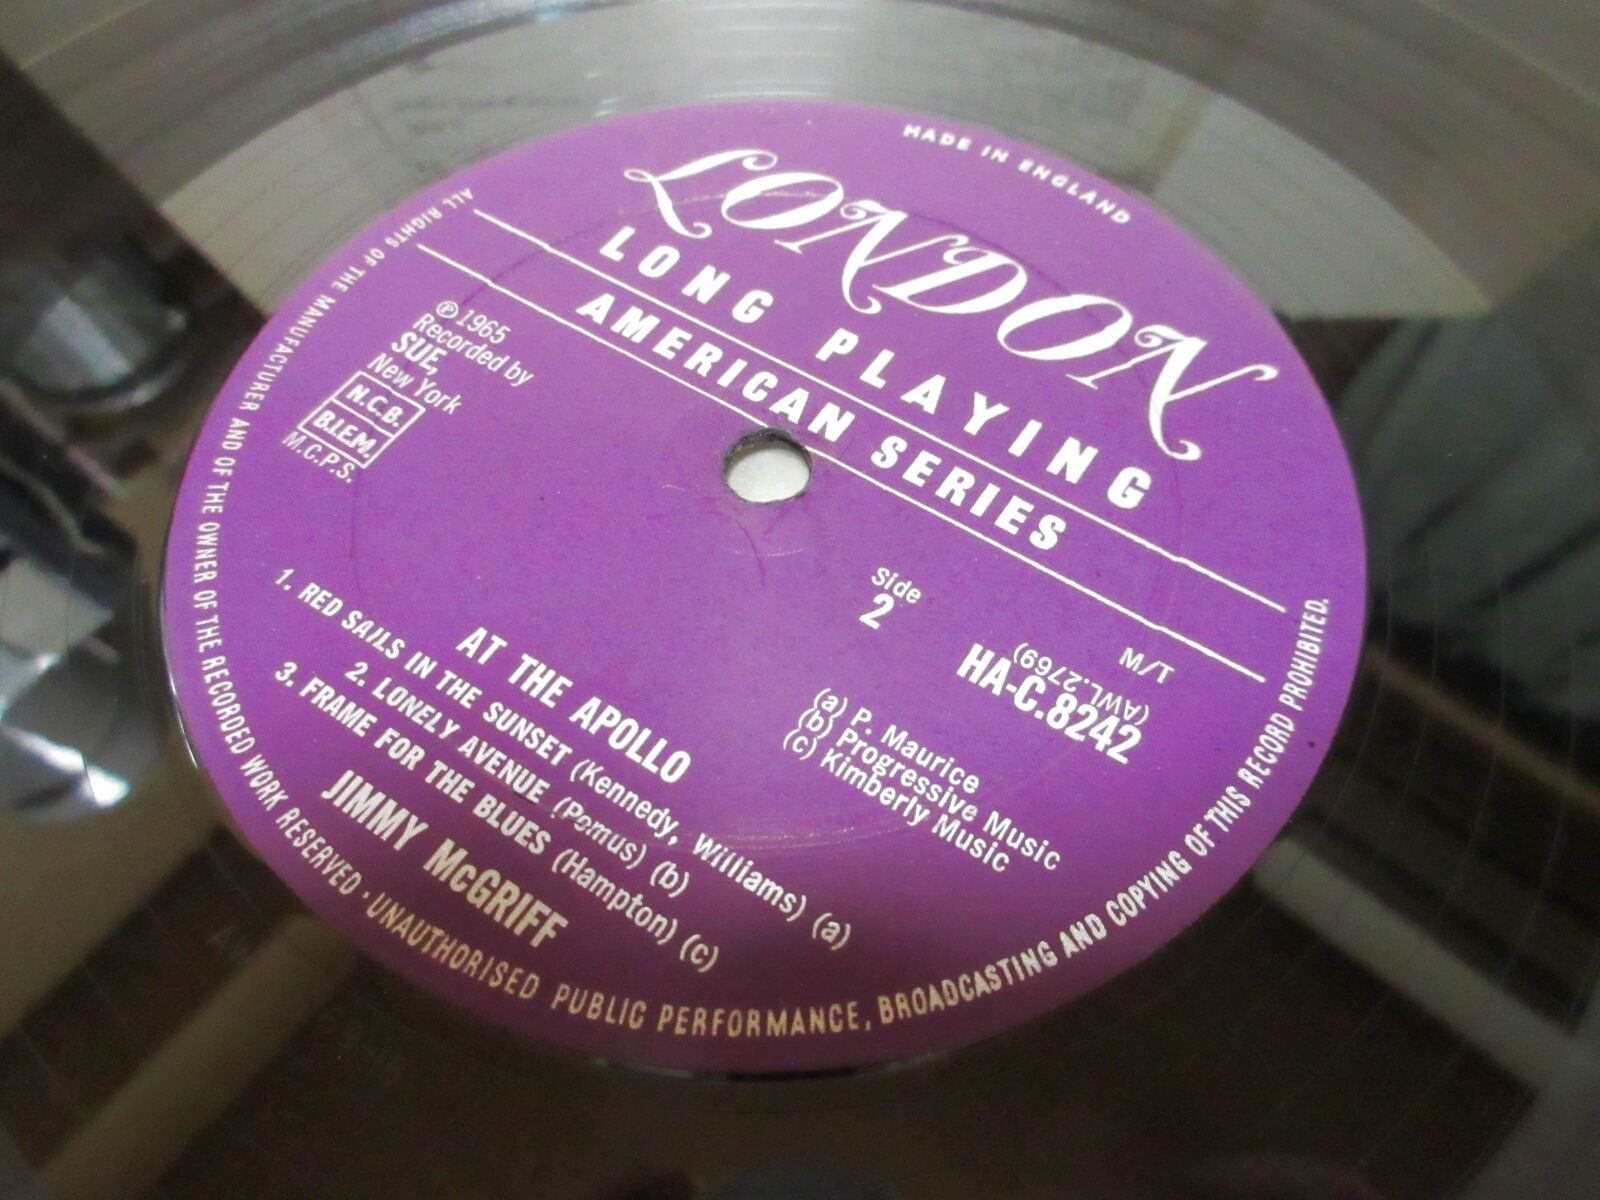 MADE IN ENGLAND
LONDON
LONG PLAYING
AMERICAN SERIES
℗1965
Recorded by
SUE,
New York
N.C.B.
B.I.E.M.
M.C.P.S.
Side
2
1/W
(AWL.2769)
HA-C.8242
AT THE APOLLO
1. RED SAILS IN THE SUNSET (Kennedy, Williams) (a)
2. LONELY AVENUE (Pomus) (b)
3. FRAME FOR THE BLUES (Hampton) (c)
JIMMY McGRIFF
(a) P. Maurice
(b) Progressive Music
(c) Kimberly Music
ALL RIGHTS OF THE MANUFACTURER AND OF THE OWNER OF THE RECORDED WORK RESERVED · UNAUTHORISED PUBLIC PERFORMANCE, BROADCASTING AND COPYING OF THIS RECORD PROHIBITED.